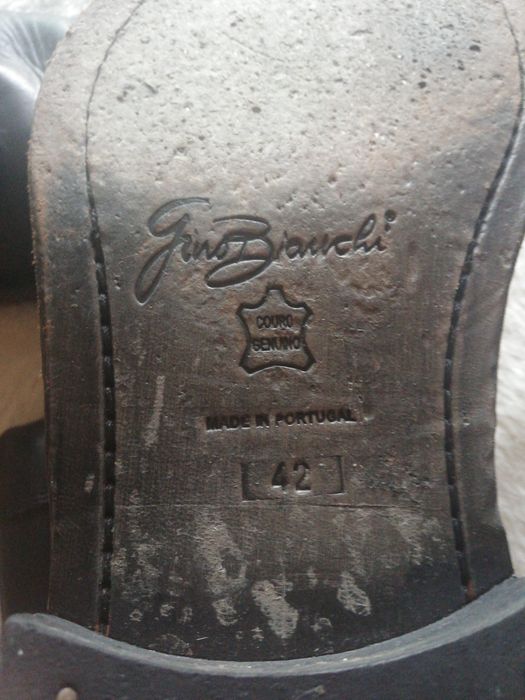 Gino Bianchi
COURO
GENUINO
MADE IN PORTUGAL
[ 42 ]